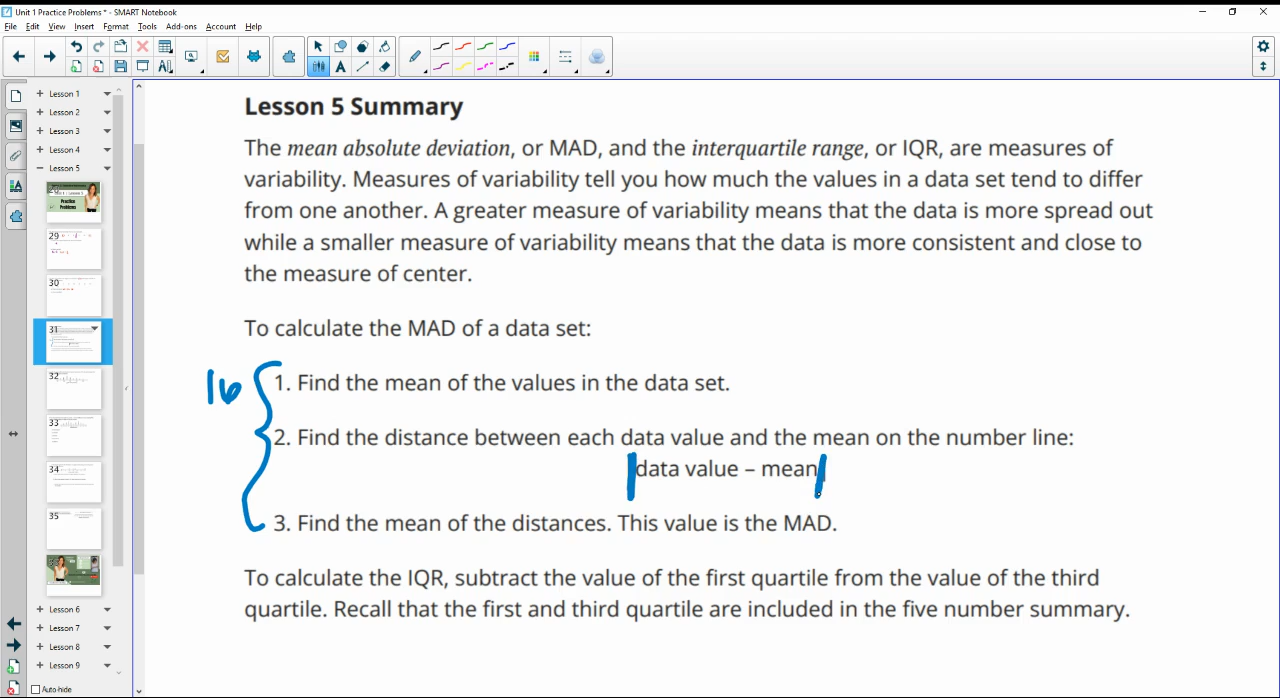 Unit 1 Practice Problems * - SMART Notebook
File Edit View Insert Format Tools Add-ons Account Help
Lesson 1
Lesson 2
Lesson 3
Lesson 4
Lesson 5
Practice
Problems
29
30
31
32
33
34
35
Lesson 6
Lesson 7
Lesson 8
Lesson 9
Auto-hide
Lesson 5 Summary
The mean absolute deviation, or MAD, and the interquartile range, or IQR, are measures of
variability. Measures of variability tell you how much the values in a data set tend to differ
from one another. A greater measure of variability means that the data is more spread out
while a smaller measure of variability means that the data is more consistent and close to
the measure of center.
To calculate the MAD of a data set:
16
1. Find the mean of the values in the data set.
2. Find the distance between each data value and the mean on the number line:
|data value – mean|
3. Find the mean of the distances. This value is the MAD.
To calculate the IQR, subtract the value of the first quartile from the value of the third
quartile. Recall that the first and third quartile are included in the five number summary.